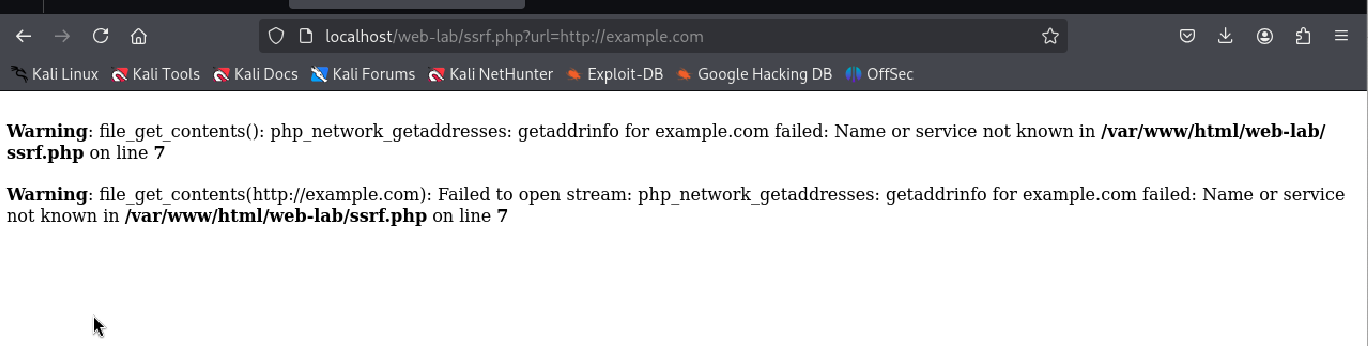 localhost/web-lab/ssrf.php?url=http://example.com
Kali Linux Kali Tools Kali Docs Kali Forums Kali NetHunter Exploit-DB Google Hacking DB OffSec
Warning: file_get_contents(): php_network_getaddresses: getaddrinfo for example.com failed: Name or service not known in /var/www/html/web-lab/
ssrf.php on line 7
Warning: file_get_contents(http://example.com): Failed to open stream: php_network_getaddresses: getaddrinfo for example.com failed: Name or service
not known in /var/www/html/web-lab/ssrf.php on line 7